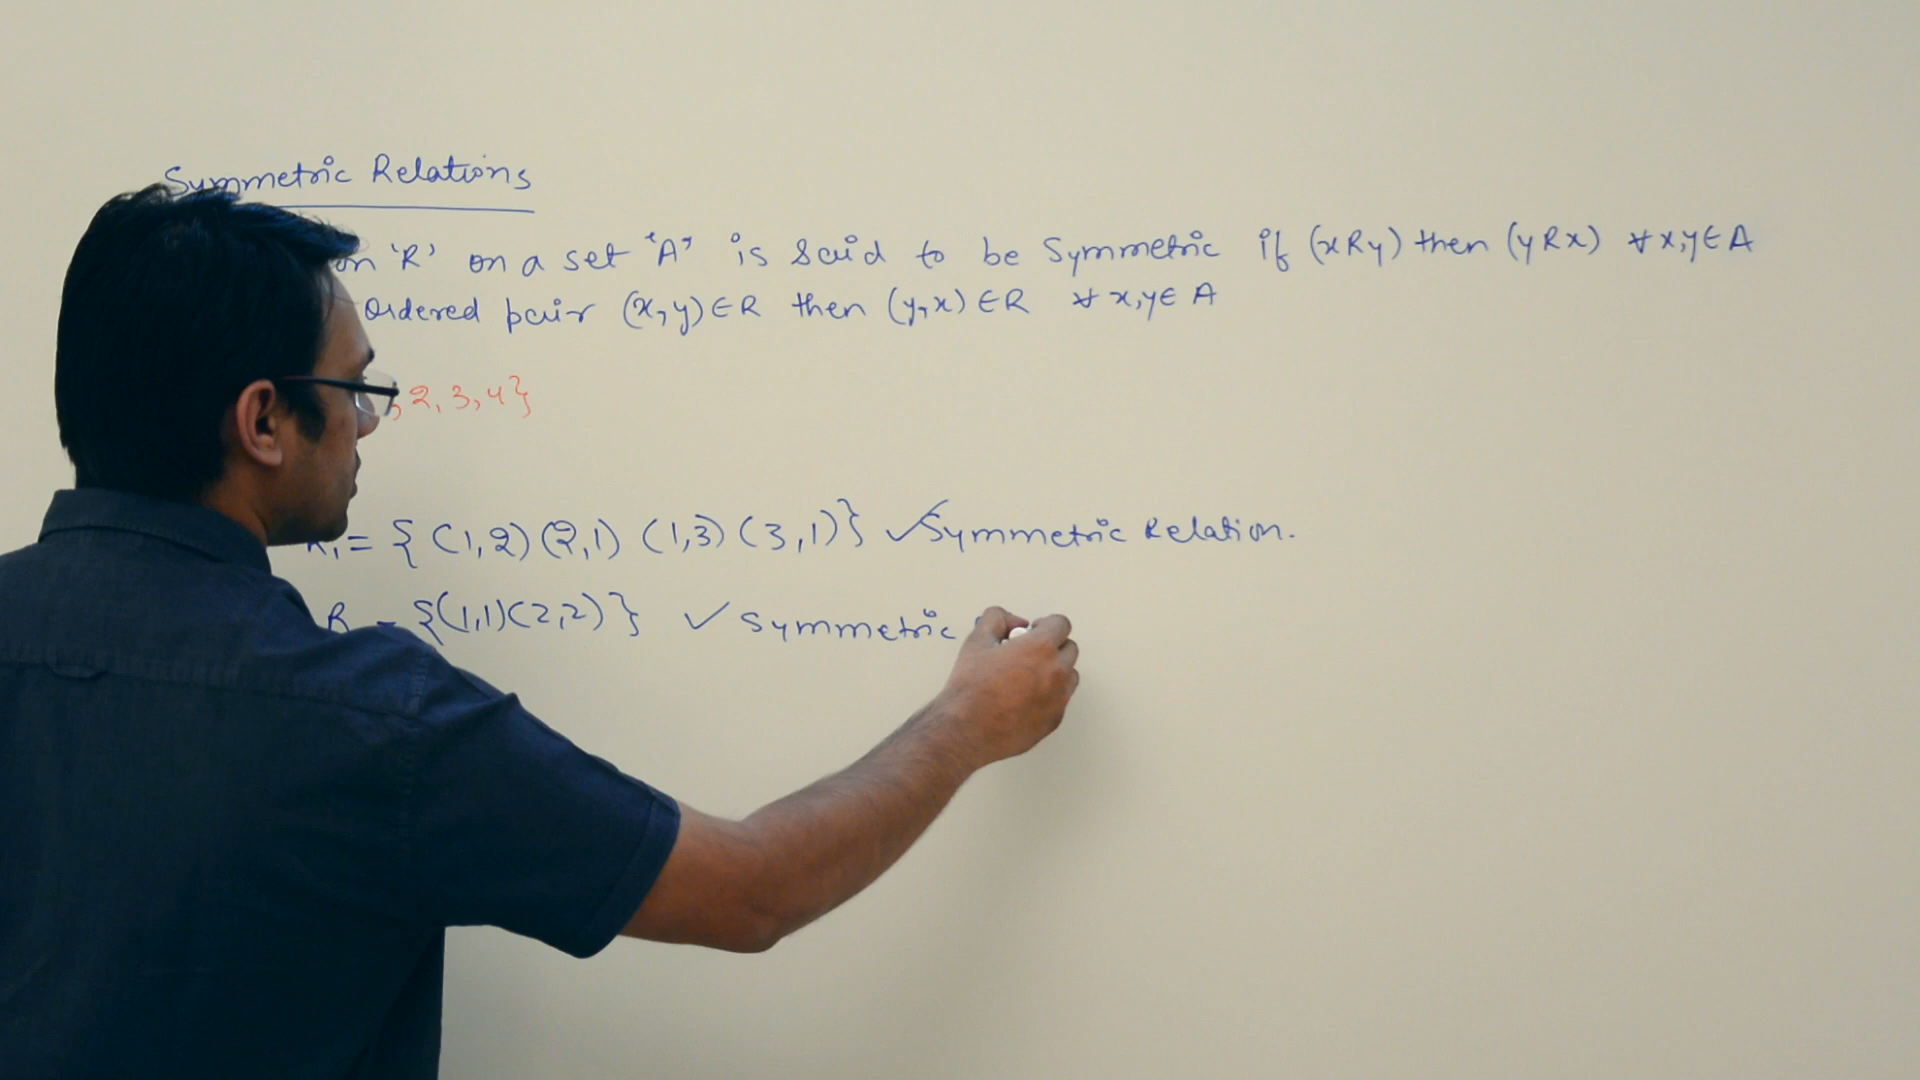 Symmetric Relations
on 'R' on a set 'A' is said to be Symmetric if (xRy) then (yRx) ∀ x,y ∈ A
Ordered pair (x,y) ∈ R then (y,x) ∈ R ∀ x,y ∈ A
, 2, 3, 4}
R₁ = {(1,2) (2,1) (1,3) (3,1)} ✓ Symmetric Relation.
R = {(1,1) (2,2)} ✓ Symmetric